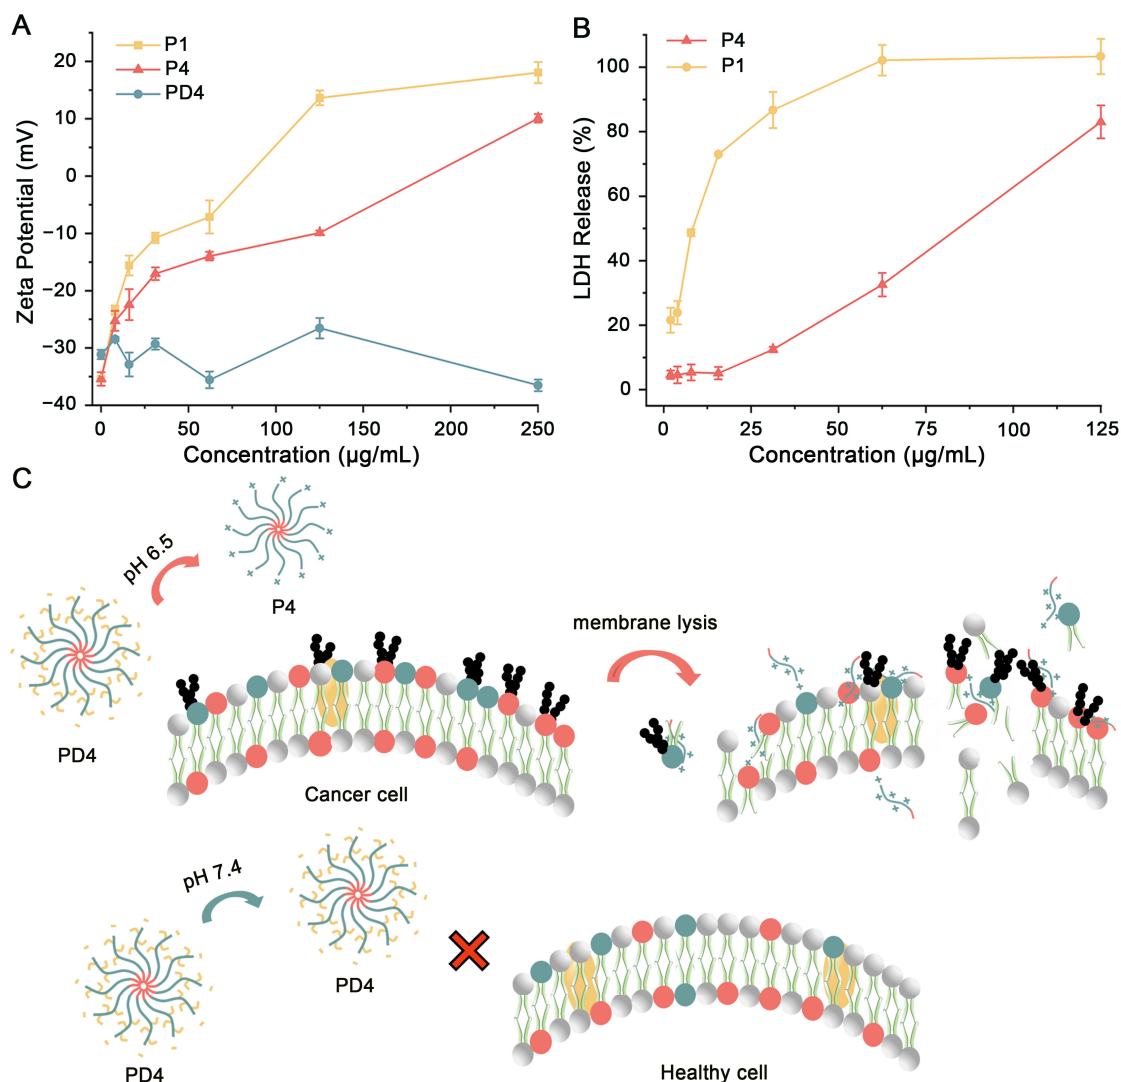 A
P1
P4
PD4
Zeta Potential (mV)
20
10
0
−10
−20
−30
−40
0
50
100
150
200
250
Concentration (μg/mL)
B
P4
P1
LDH Release (%)
100
80
60
40
20
0
0
25
50
75
100
125
Concentration (μg/mL)
C
pH 6.5
P4
PD4
Cancer cell
membrane lysis
pH 7.4
PD4
PD4
Healthy cell